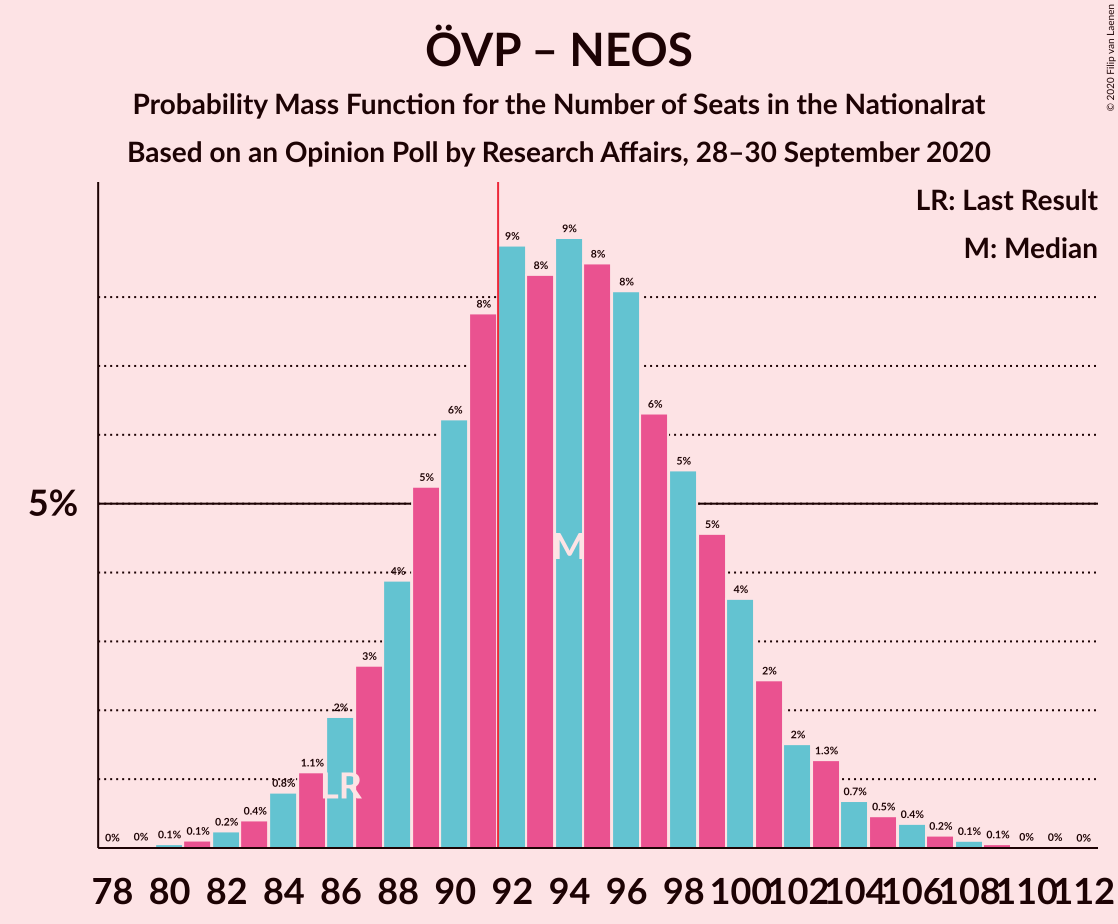 ÖVP – NEOS
Probability Mass Function for the Number of Seats in the Nationalrat
Based on an Opinion Poll by Research Affairs, 28–30 September 2020
© 2020 Filip van Laenen
LR: Last Result
M: Median
5%
0% 0% 0.1% 0.1% 0.2% 0.4% 0.8% 1.1% 2% 3% 4% 5% 6% 8% 9% 8% 9% 8% 8% 6% 5% 5% 4% 2% 2% 1.3% 0.7% 0.5% 0.4% 0.2% 0.1% 0.1% 0% 0% 0%
M
LR
78 80 82 84 86 88 90 92 94 96 98 100 102 104 106 108 110 112